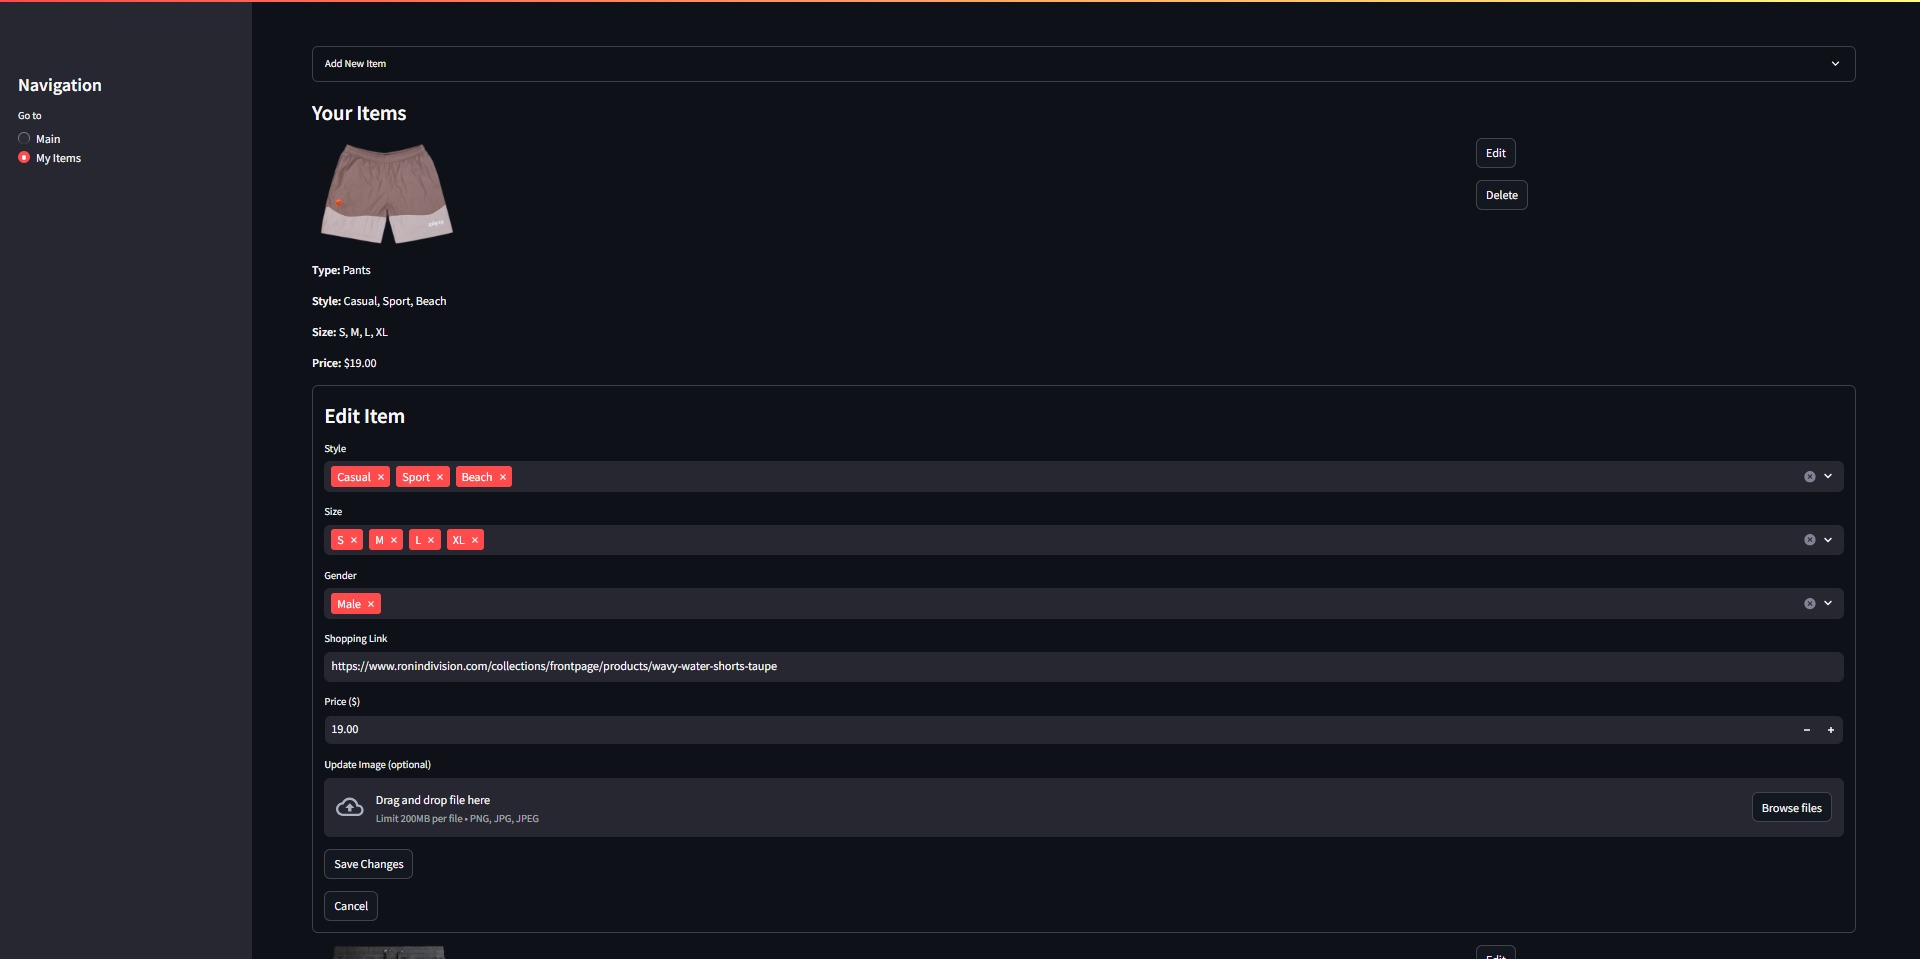 Navigation
Go to
Main
My Items
Add New Item
Your Items
Edit
Delete
Type: Pants
Style: Casual, Sport, Beach
Size: S, M, L, XL
Price: $19.00
Edit Item
Style
Casual × Sport × Beach ×
Size
S × M × L × XL ×
Gender
Male ×
Shopping Link
https://www.ronindivision.com/collections/frontpage/products/wavy-water-shorts-taupe
Price ($)
19.00
Update Image (optional)
Drag and drop file here
Limit 200MB per file • PNG, JPG, JPEG
Browse files
Save Changes
Cancel
Edit